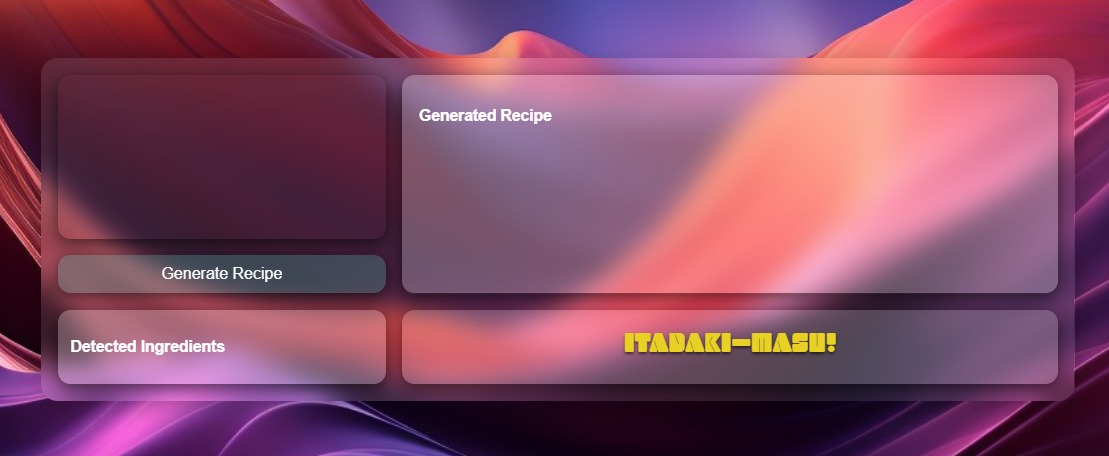 Generated Recipe
Generate Recipe
Detected Ingredients
ITADAKI-MASU!